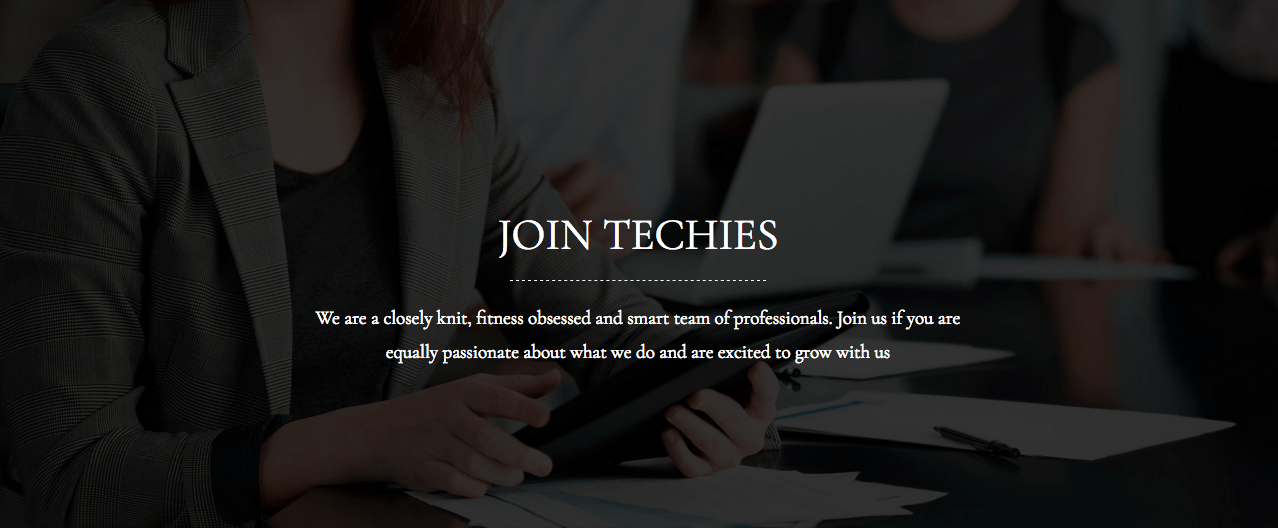 JOIN TECHIES
We are a closely knit, fitness obsessed and smart team of professionals. Join us if you are
equally passionate about what we do and are excited to grow with us